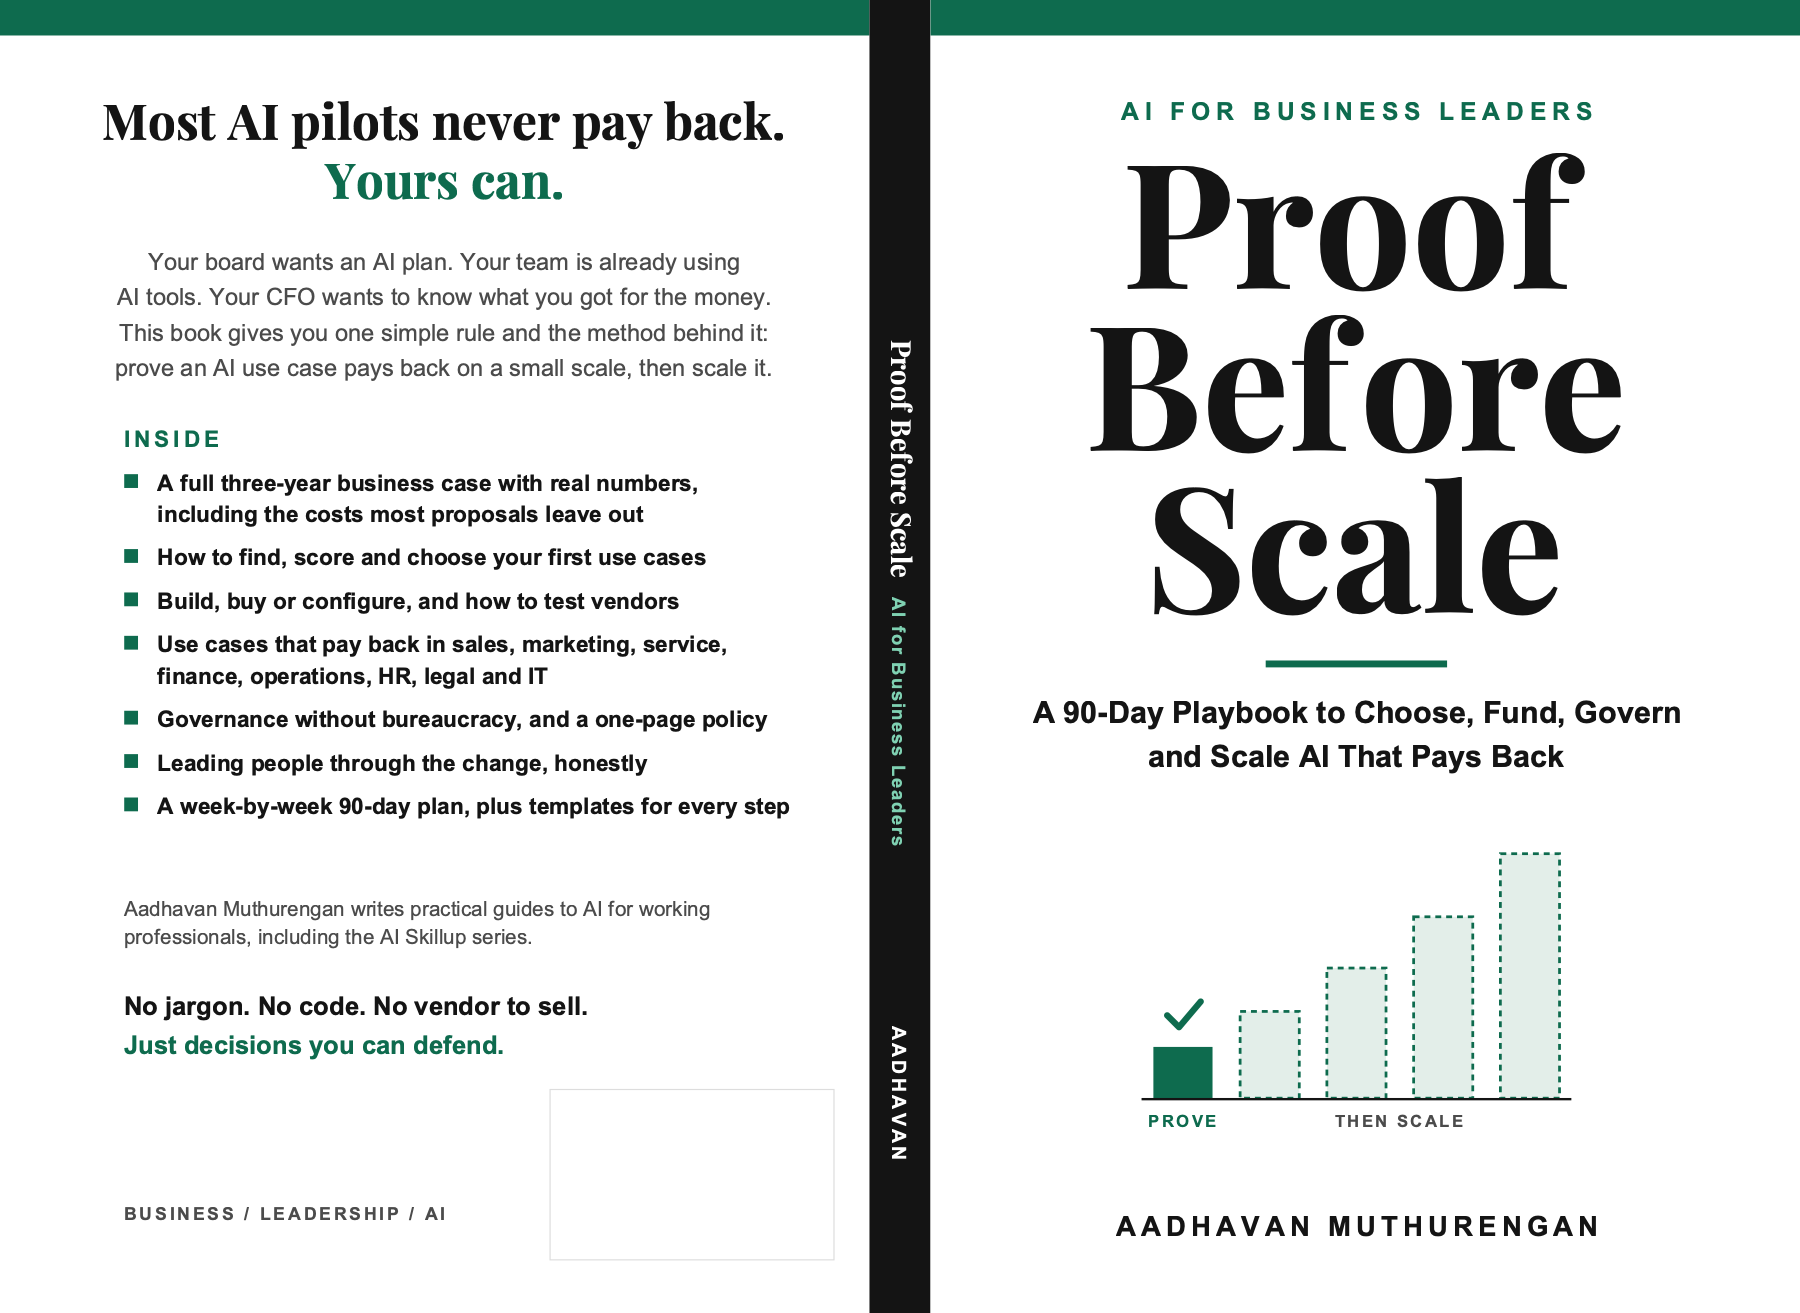 Most AI pilots never pay back.
Yours can.
Your board wants an AI plan. Your team is already using
AI tools. Your CFO wants to know what you got for the money.
This book gives you one simple rule and the method behind it:
prove an AI use case pays back on a small scale, then scale it.
INSIDE
A full three-year business case with real numbers,
including the costs most proposals leave out
How to find, score and choose your first use cases
Build, buy or configure, and how to test vendors
Use cases that pay back in sales, marketing, service,
finance, operations, HR, legal and IT
Governance without bureaucracy, and a one-page policy
Leading people through the change, honestly
A week-by-week 90-day plan, plus templates for every step
Aadhavan Muthurengan writes practical guides to AI for working
professionals, including the AI Skillup series.
No jargon. No code. No vendor to sell.
Just decisions you can defend.
BUSINESS / LEADERSHIP / AI
Proof Before Scale AI for Business Leaders
AADHAVAN
AI FOR BUSINESS LEADERS
Proof
Before
Scale
A 90-Day Playbook to Choose, Fund, Govern
and Scale AI That Pays Back
PROVE THEN SCALE
AADHAVAN MUTHURENGAN